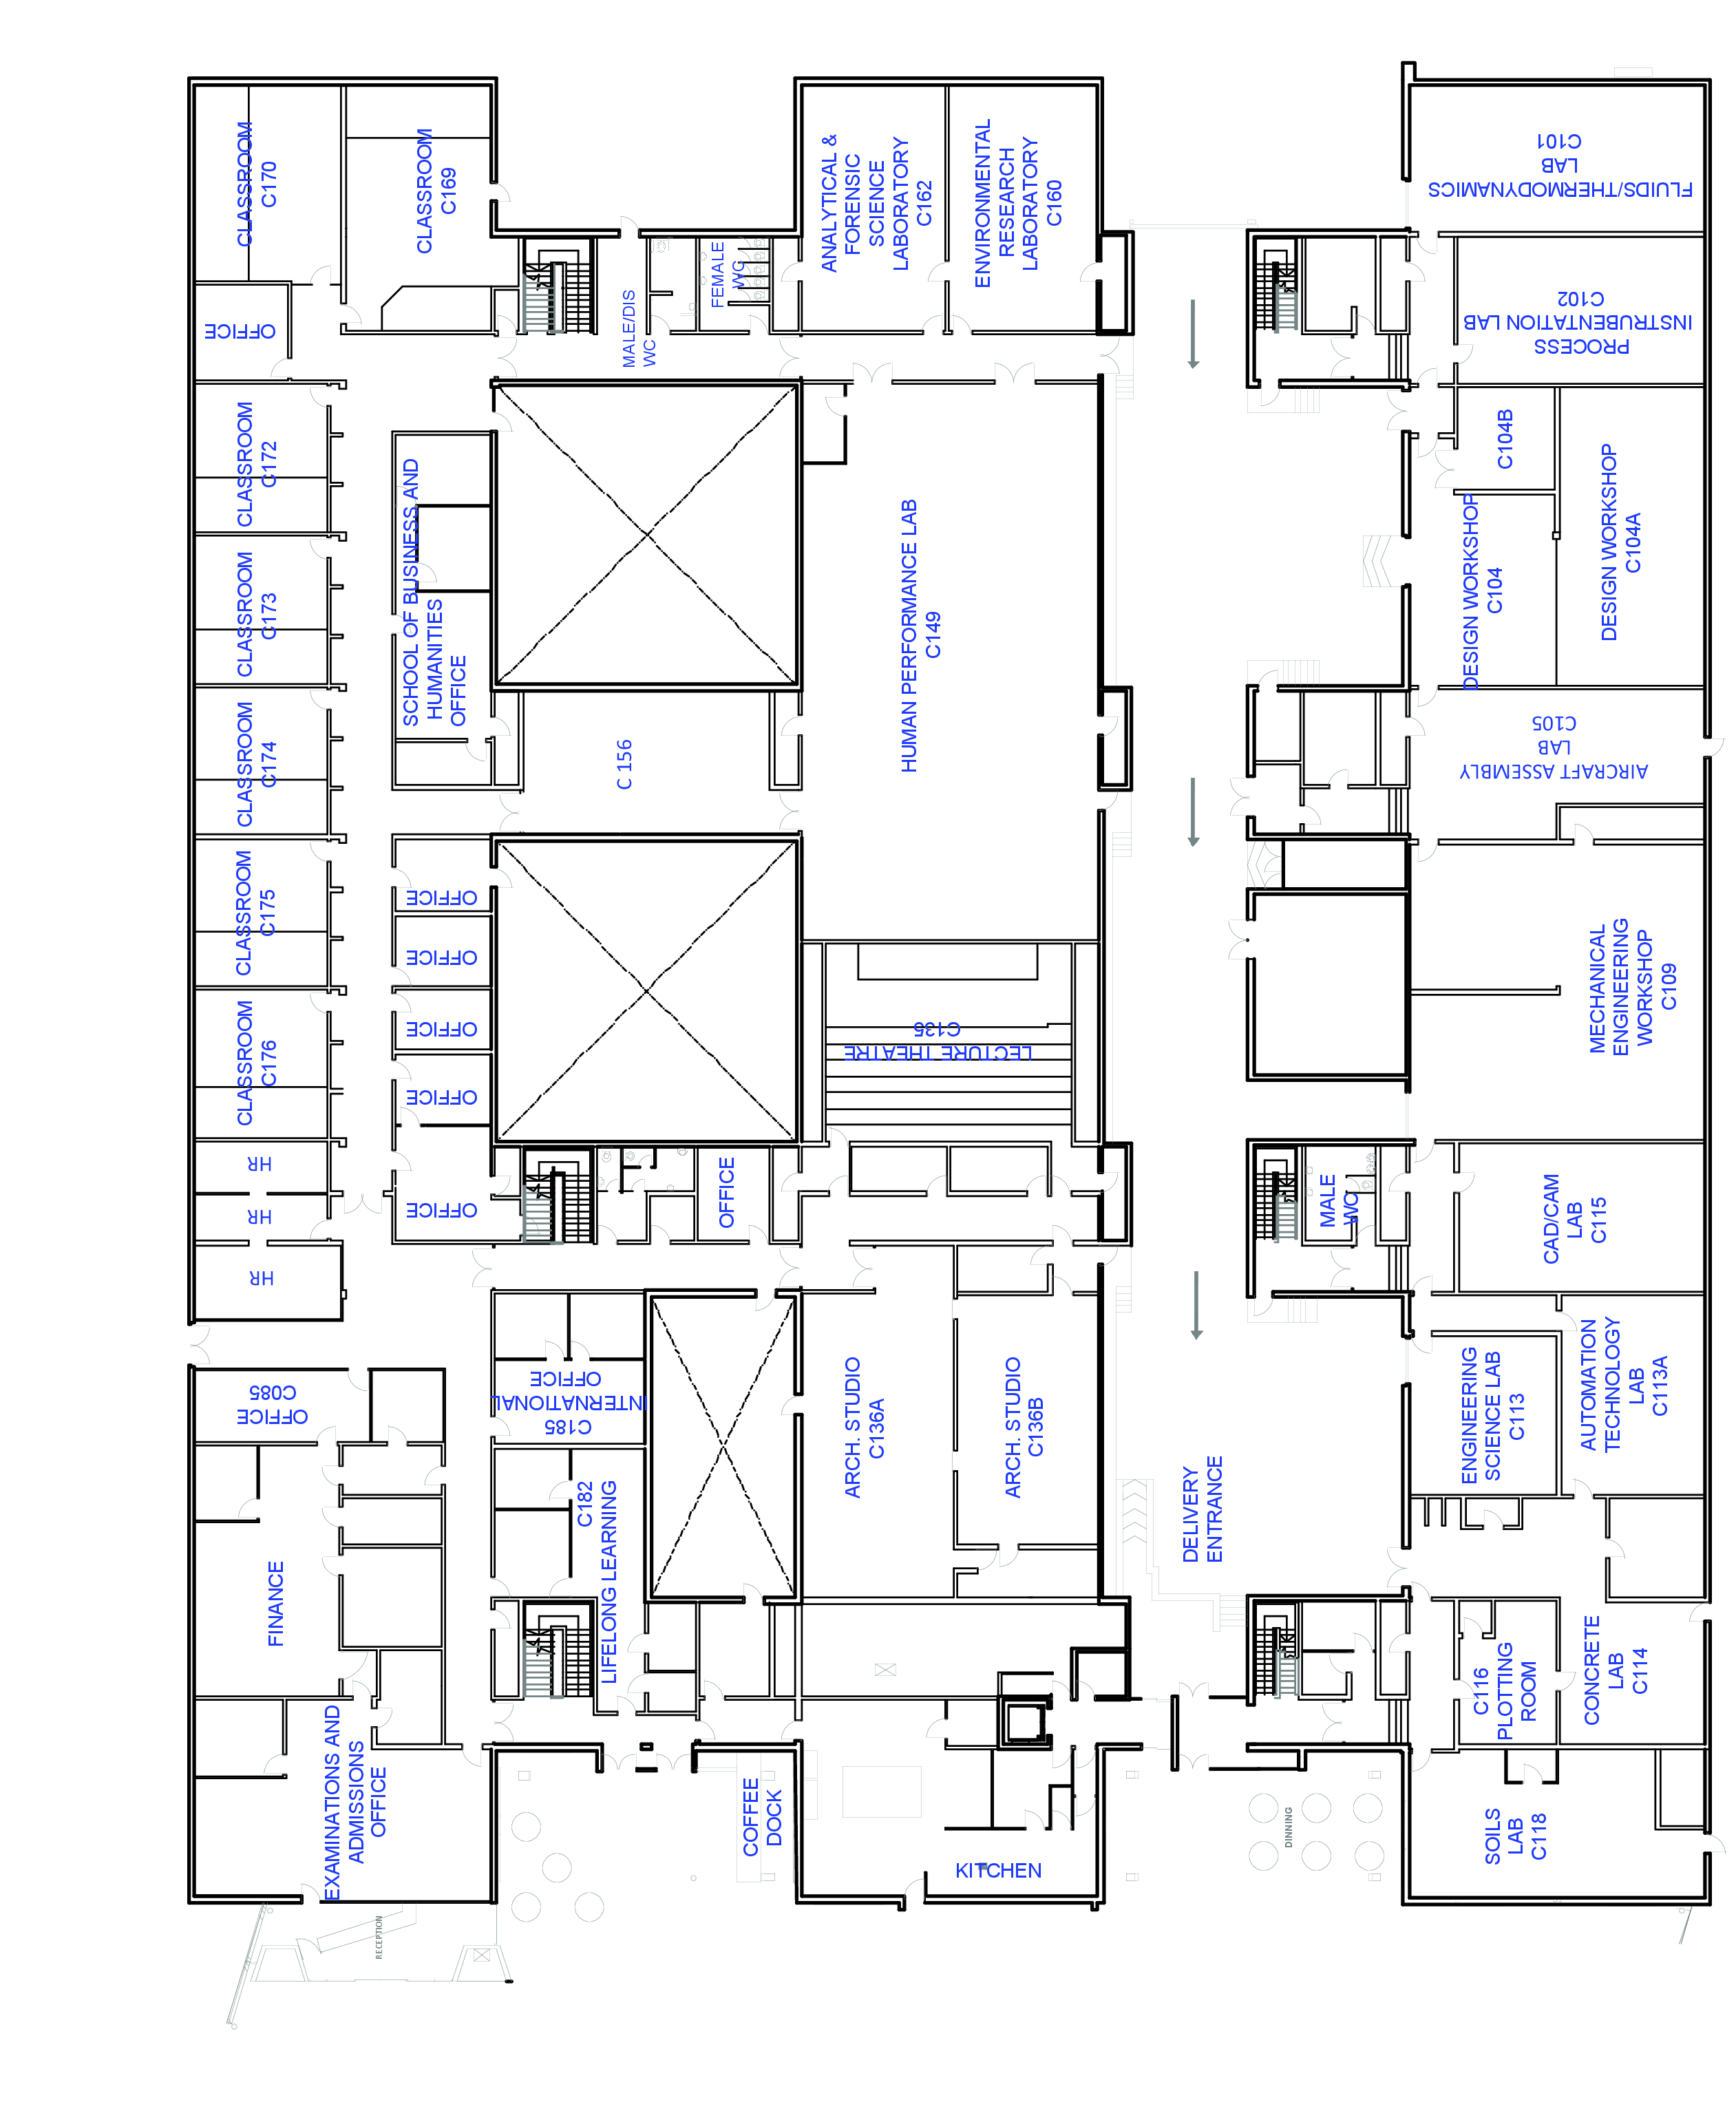 CLASSROOM
C170
CLASSROOM
C169
OFFICE
MALE/DIS
WC
FEMALE
WC
ANALYTICAL &
FORENSIC
SCIENCE
LABORATORY
C162
ENVIRONMENTAL
RESEARCH
LABORATORY
C160
FLUIDS/THERMODYNAMICS
LAB
C101
PROCESS
INSTRUBENTATION LAB
C102
CLASSROOM
C172
CLASSROOM
C173
CLASSROOM
C174
CLASSROOM
C175
CLASSROOM
C176
SCHOOL OF BUSINESS AND
HUMANITIES
OFFICE
C 156
HUMAN PERFORMANCE LAB
C149
C104B
DESIGN WORKSHOP
C104
DESIGN WORKSHOP
C104A
AIRCRAFT ASSEMBLY
LAB
C105
OFFICE
OFFICE
OFFICE
OFFICE
OFFICE
LECTURE THEATRE
C135
MECHANICAL
ENGINEERING
WORKSHOP
C109
HR
HR
HR
OFFICE
MALE
WC
CAD/CAM
LAB
C115
OFFICE
C085
C185
INTERNATIONAL
OFFICE
ARCH. STUDIO
C136A
ARCH. STUDIO
C136B
ENGINEERING
SCIENCE LAB
C113
AUTOMATION
TECHNOLOGY
LAB
C113A
C182
LIFELONG LEARNING
DELIVERY
ENTRANCE
FINANCE
C116
PLOTTING
ROOM
CONCRETE
LAB
C114
EXAMINATIONS AND
ADMISSIONS
OFFICE
COFFEE
DOCK
KITCHEN
DINNING
SOILS
LAB
C118
RECEPTION